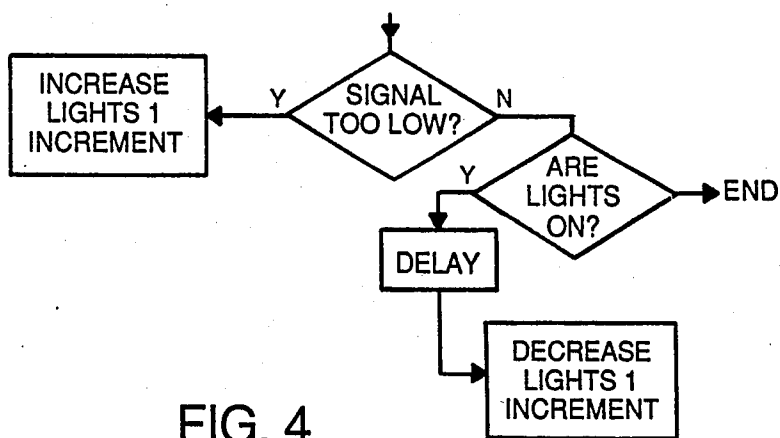 INCREASE
LIGHTS 1
INCREMENT
Y
SIGNAL
TOO LOW?
N
Y
ARE
LIGHTS
ON?
END
DELAY
DECREASE
LIGHTS 1
INCREMENT
FIG. 4